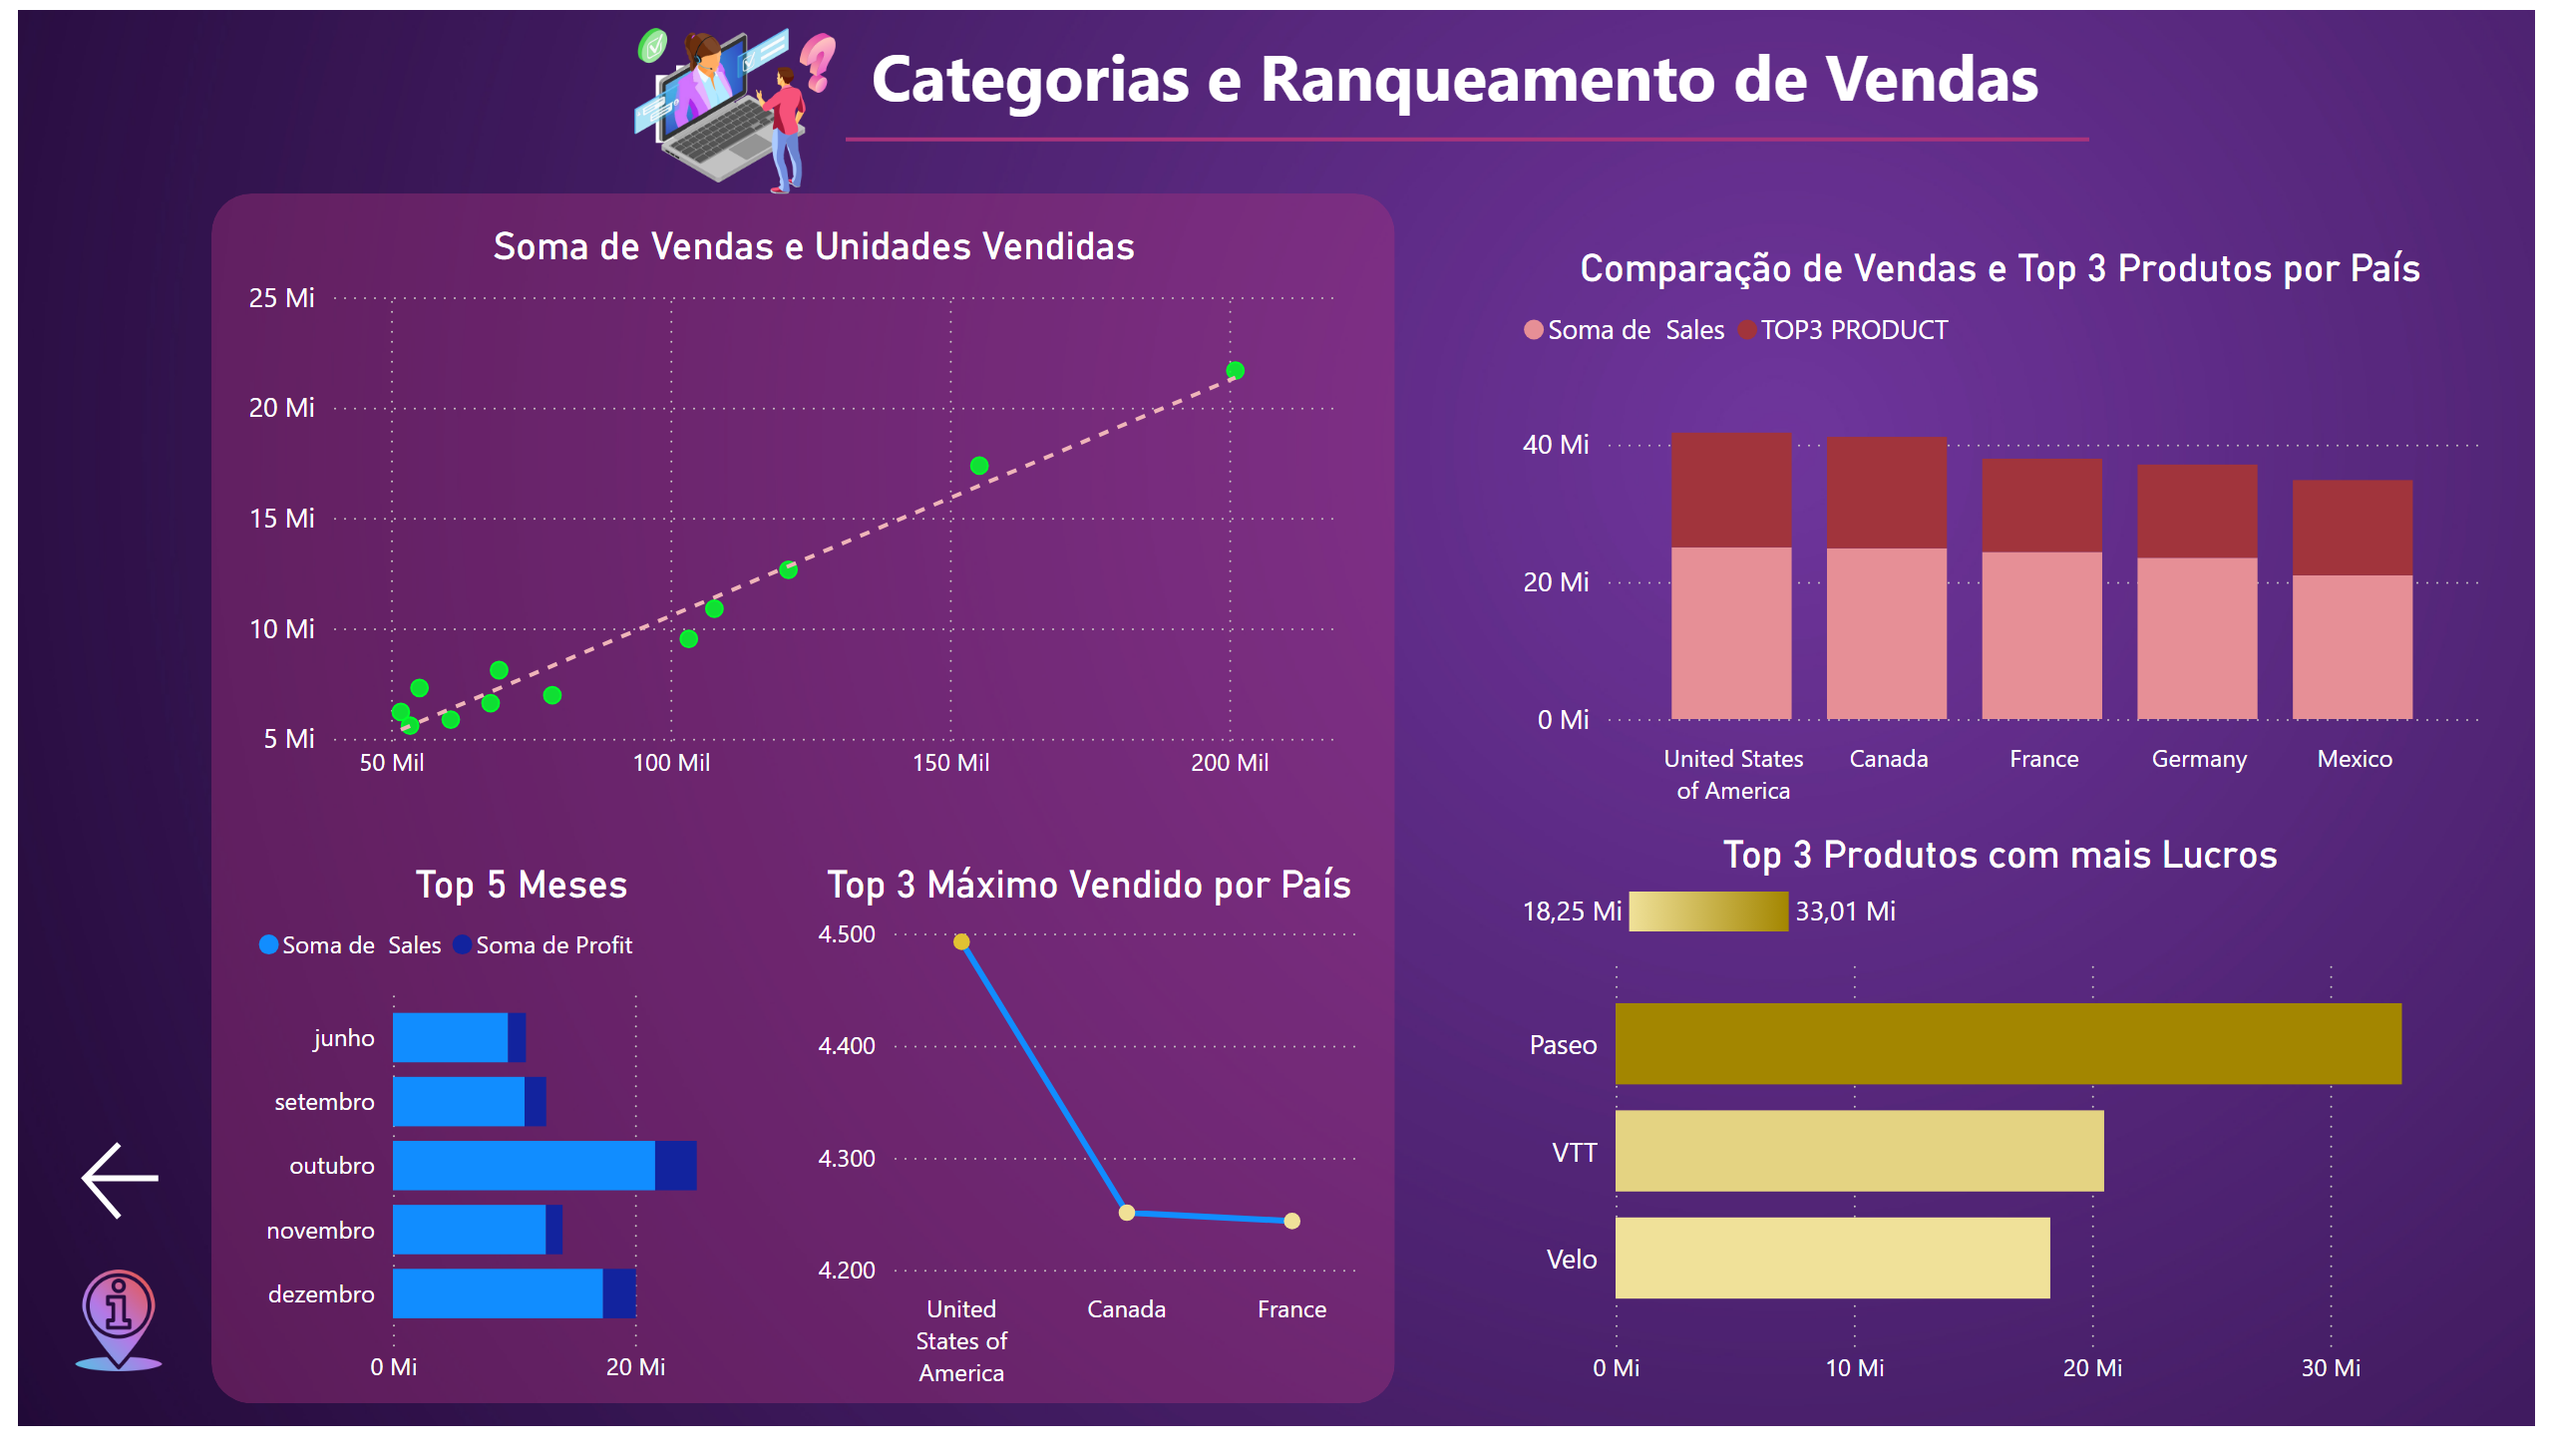 Categorias e Ranqueamento de Vendas
Soma de Vendas e Unidades Vendidas
25 Mi
20 Mi
15 Mi
10 Mi
5 Mi
50 Mil 100 Mil 150 Mil 200 Mil
Comparação de Vendas e Top 3 Produtos por País
Soma de Sales TOP3 PRODUCT
40 Mi
20 Mi
0 Mi
United States of America Canada France Germany Mexico
Top 5 Meses
Soma de Sales Soma de Profit
junho
setembro
outubro
novembro
dezembro
0 Mi 20 Mi
Top 3 Máximo Vendido por País
4.500
4.400
4.300
4.200
United States of America Canada France
Top 3 Produtos com mais Lucros
18,25 Mi 33,01 Mi
Paseo
VTT
Velo
0 Mi 10 Mi 20 Mi 30 Mi